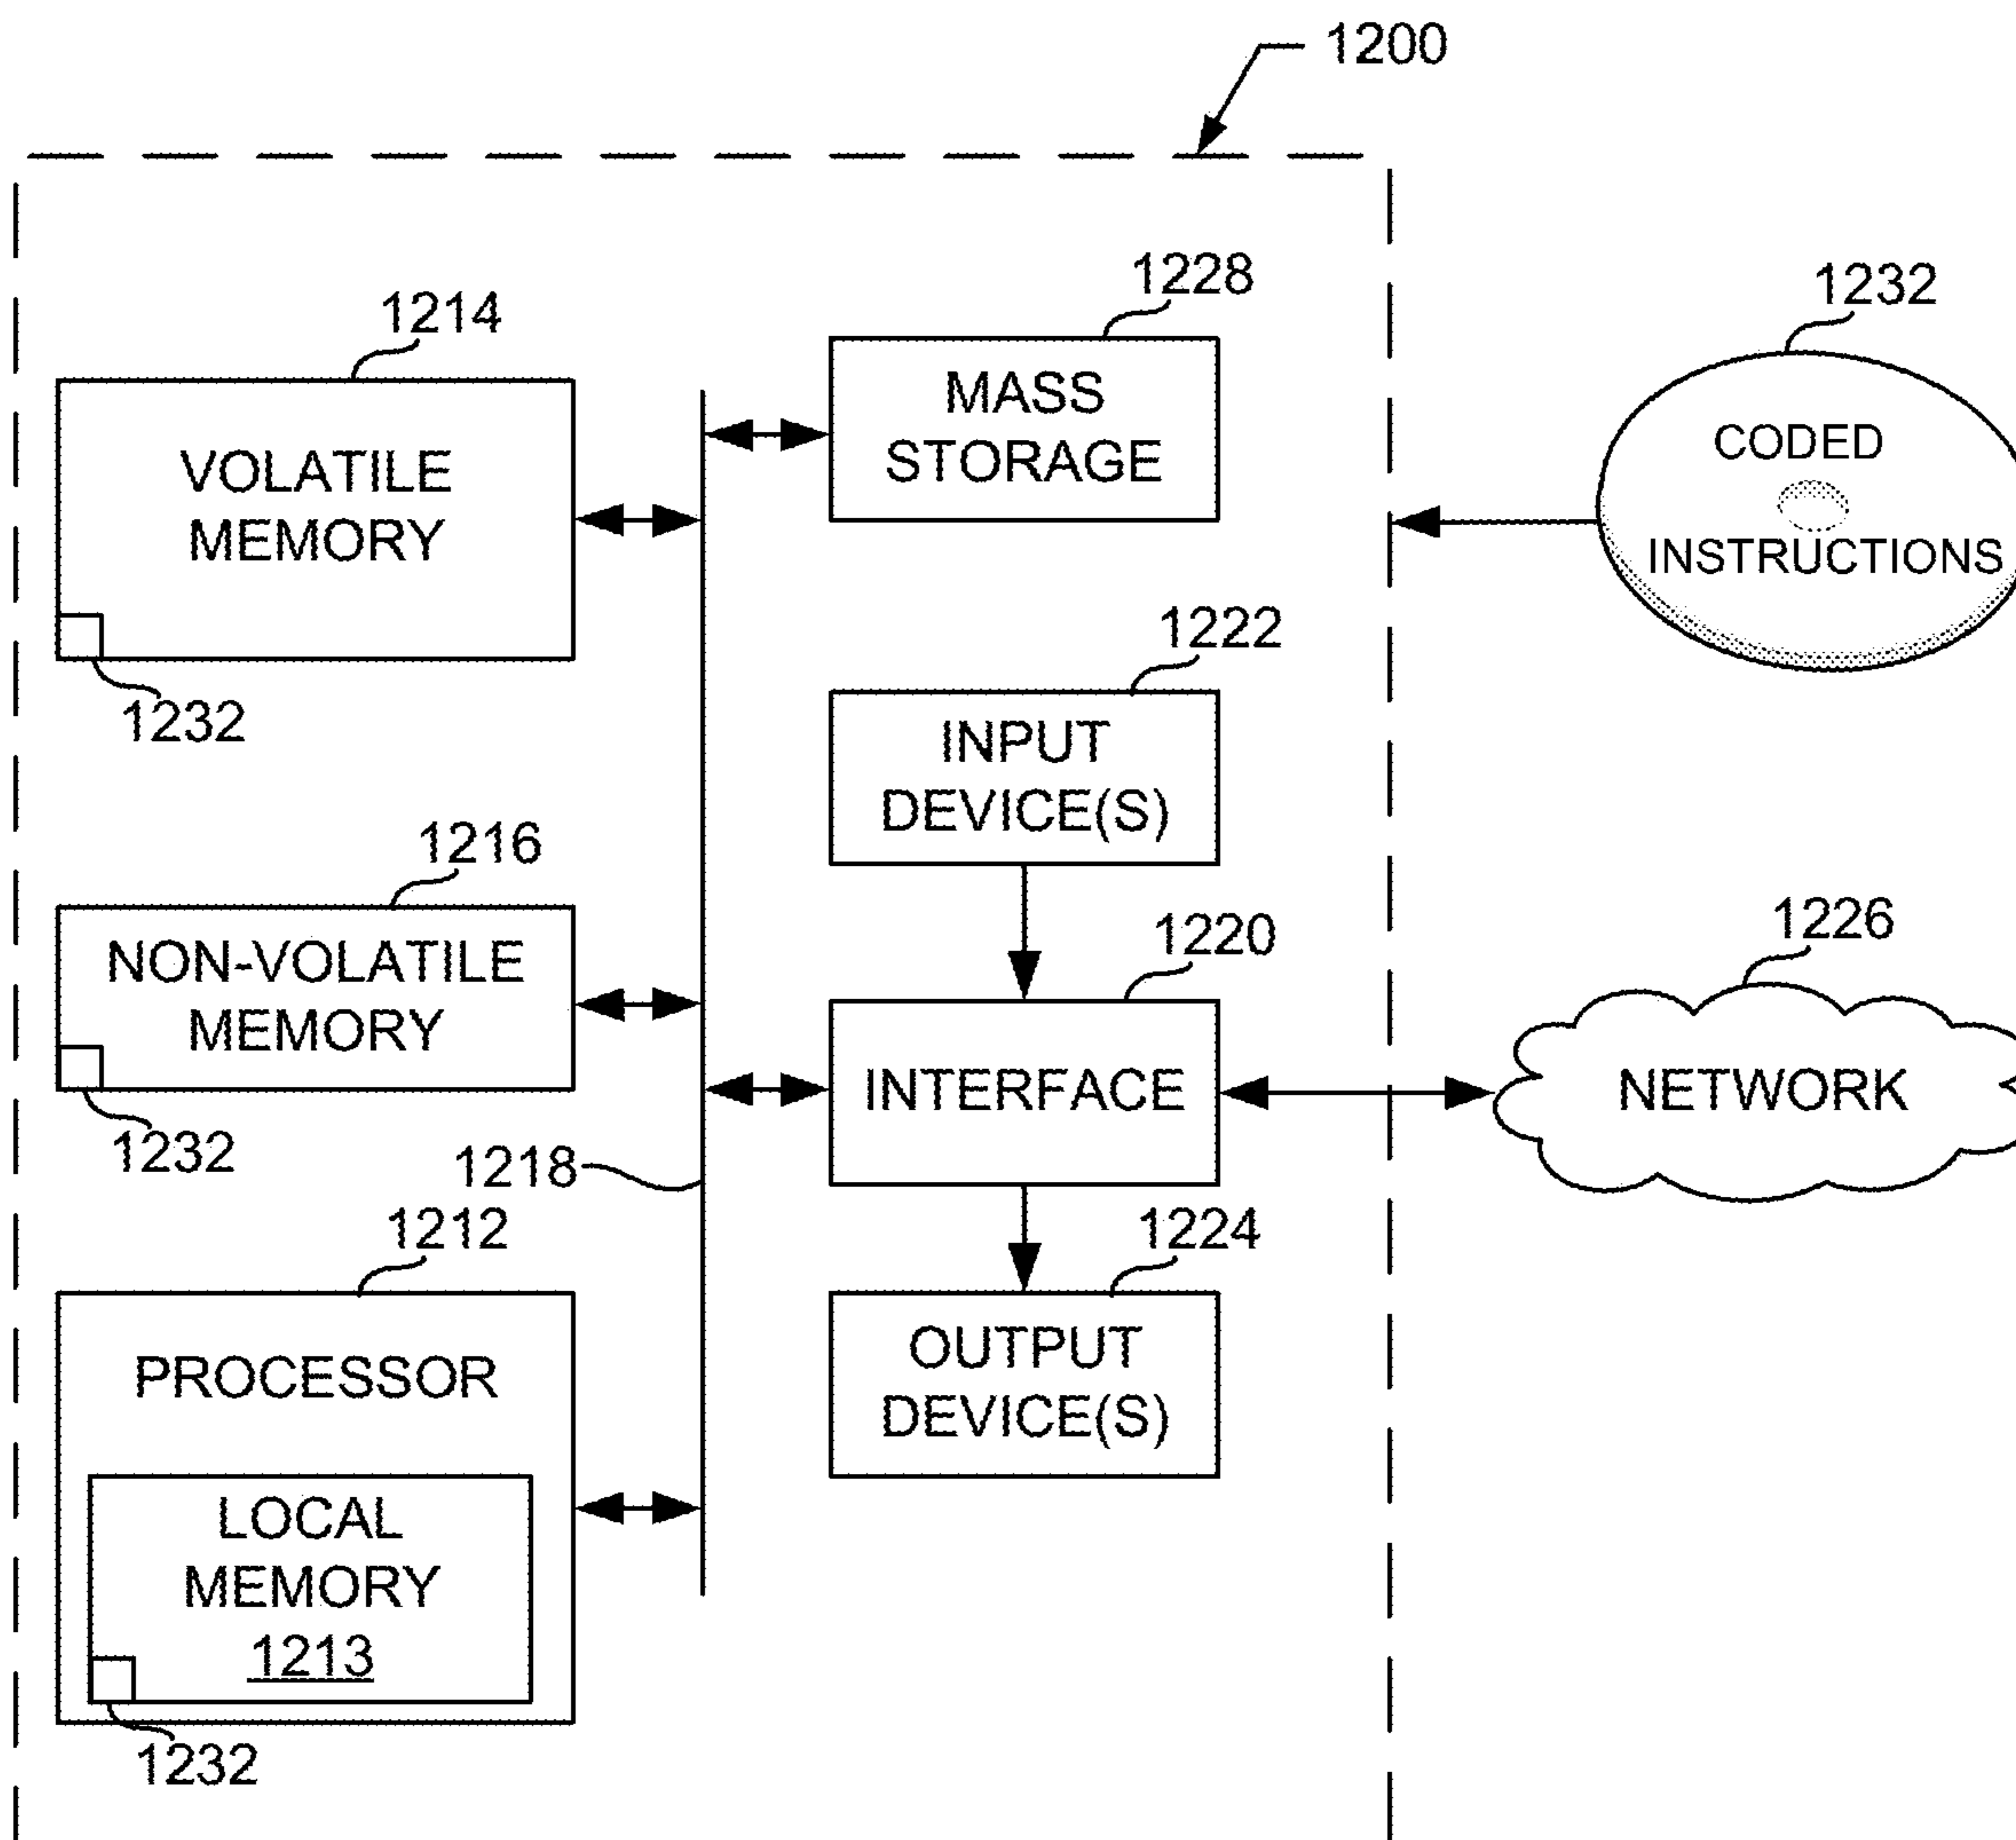 1200
1214
VOLATILE
MEMORY
1232
1228
MASS
STORAGE
1232
CODED
INSTRUCTIONS
1222
INPUT
DEVICE(S)
1216
NON-VOLATILE
MEMORY
1232
1220
INTERFACE
1226
NETWORK
1218
1212
PROCESSOR
LOCAL
MEMORY
1213
1232
1224
OUTPUT
DEVICE(S)